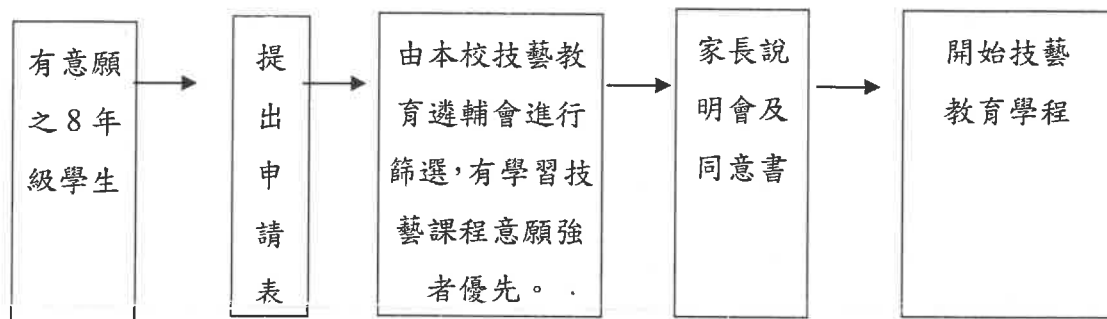 有意願
之8年
級學生
提
出
申
請
表
由本校技藝教
育遴輔會進行
篩選,有學習技
藝課程意願強
者優先。
家長說
明會及
同意書
開始技藝
教育學程